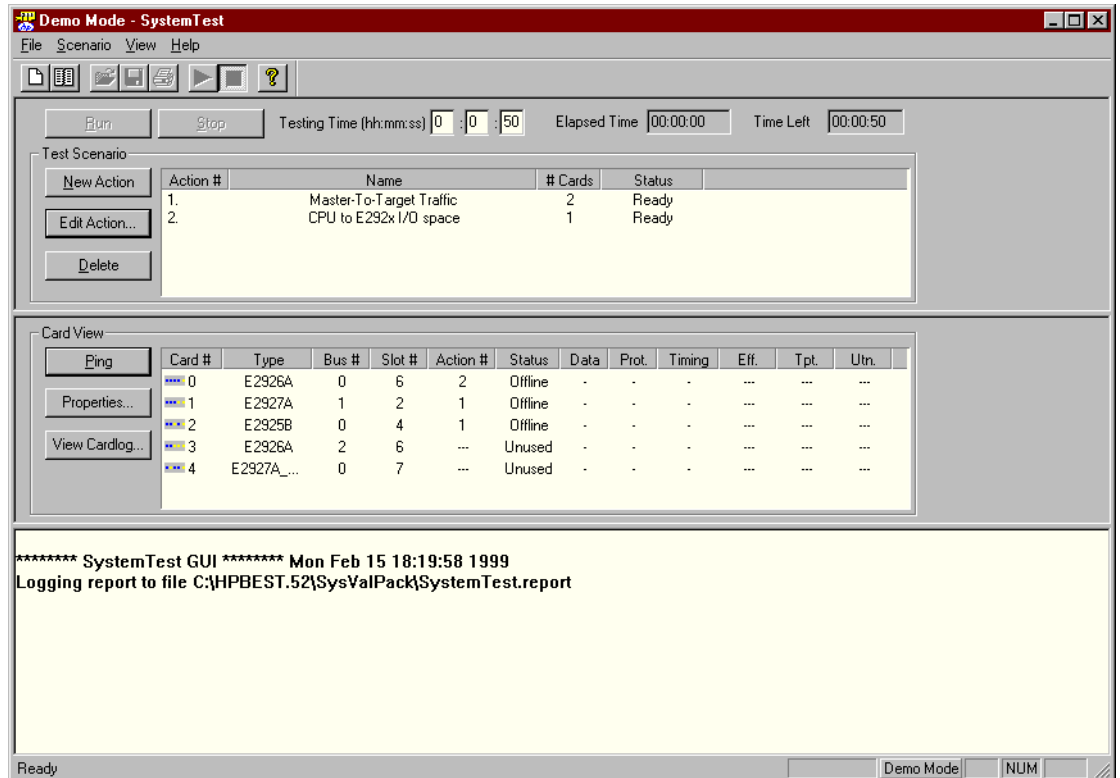 Demo Mode - SystemTest
File Scenario View Help
Run Stop Testing Time (hh:mm:ss) 0 :0 :50 Elapsed Time 00:00:00 Time Left 00:00:50
Test Scenario
New Action
Edit Action...
Delete
Action # Name # Cards Status
1. Master-To-Target Traffic 2 Ready
2. CPU to E292x I/O space 1 Ready
Card View
Ping
Properties...
View Cardlog...
Card # Type Bus # Slot # Action # Status Data Prot. Timing Eff. Tpt. Utn.
0 E2926A 0 6 2 Offline - - - --- --- ---
1 E2927A 1 2 1 Offline - - - --- --- ---
2 E2925B 0 4 1 Offline - - - --- --- ---
3 E2926A 2 6 --- Unused - - - --- --- ---
4 E2927A_... 0 7 --- Unused - - - --- --- ---
******** SystemTest GUI ******** Mon Feb 15 18:19:58 1999
Logging report to file C:\HPBEST.52\SysValPack\SystemTest.report
Ready Demo Mode NUM